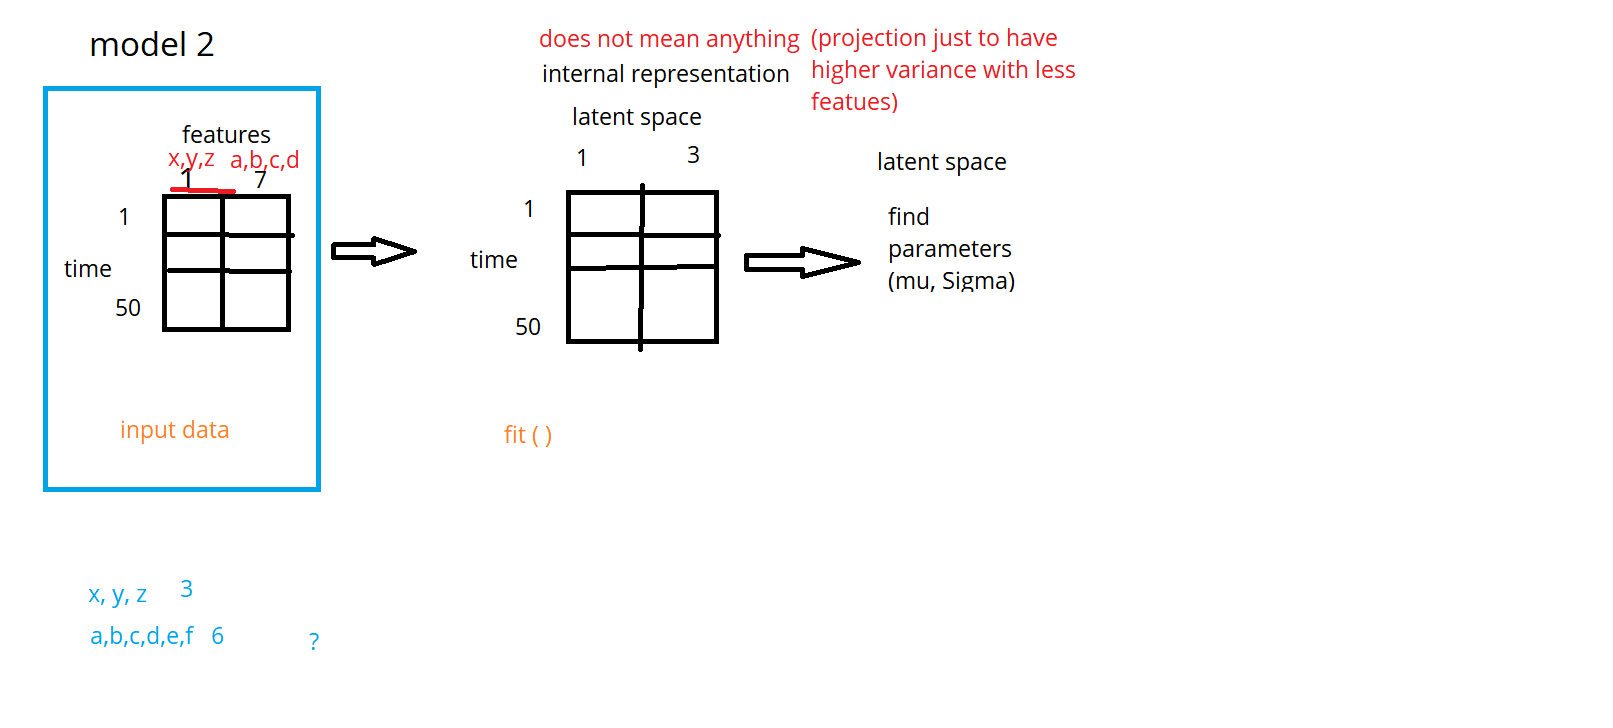 model 2
does not mean anything
(projection just to have
higher variance with less
featues)
internal representation
latent space
1 3
features
x,y,z a,b,c,d
1 7
1
time
50
input data
1
time
50
fit ( )
latent space
find
parameters
(mu, Sigma)
x, y, z 3
a,b,c,d,e,f 6 ?